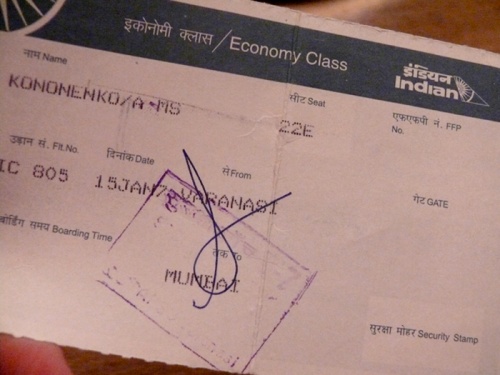 इकोनोमी क्लास / Economy Class
इंडियन
Indian
नाम Name
KONONENKO/A MS
सीट Seat
22E
एफएफपी नं. FFP
No.
उड़ान सं. Flt.No.
IC 805
दिनांक Date
15JAN7
से From
VARANASI
गेट GATE
बोर्डिंग समय Boarding Time
तक To
MUMBAI
सुरक्षा मोहर Security Stamp